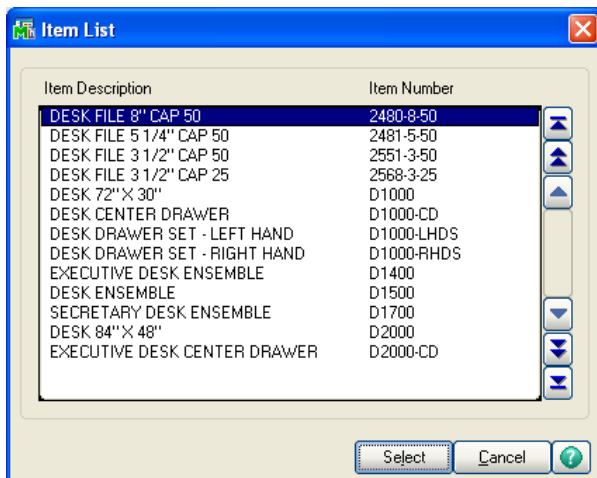 Item List
Item Description Item Number
DESK FILE 8" CAP 50 2480-8-50
DESK FILE 5 1/4" CAP 50 2481-5-50
DESK FILE 3 1/2" CAP 50 2551-3-50
DESK FILE 3 1/2" CAP 25 2568-3-25
DESK 72" X 30" D1000
DESK CENTER DRAWER D1000-CD
DESK DRAWER SET - LEFT HAND D1000-LHDS
DESK DRAWER SET - RIGHT HAND D1000-RHDS
EXECUTIVE DESK ENSEMBLE D1400
DESK ENSEMBLE D1500
SECRETARY DESK ENSEMBLE D1700
DESK 84" X 48" D2000
EXECUTIVE DESK CENTER DRAWER D2000-CD
Select Cancel ?